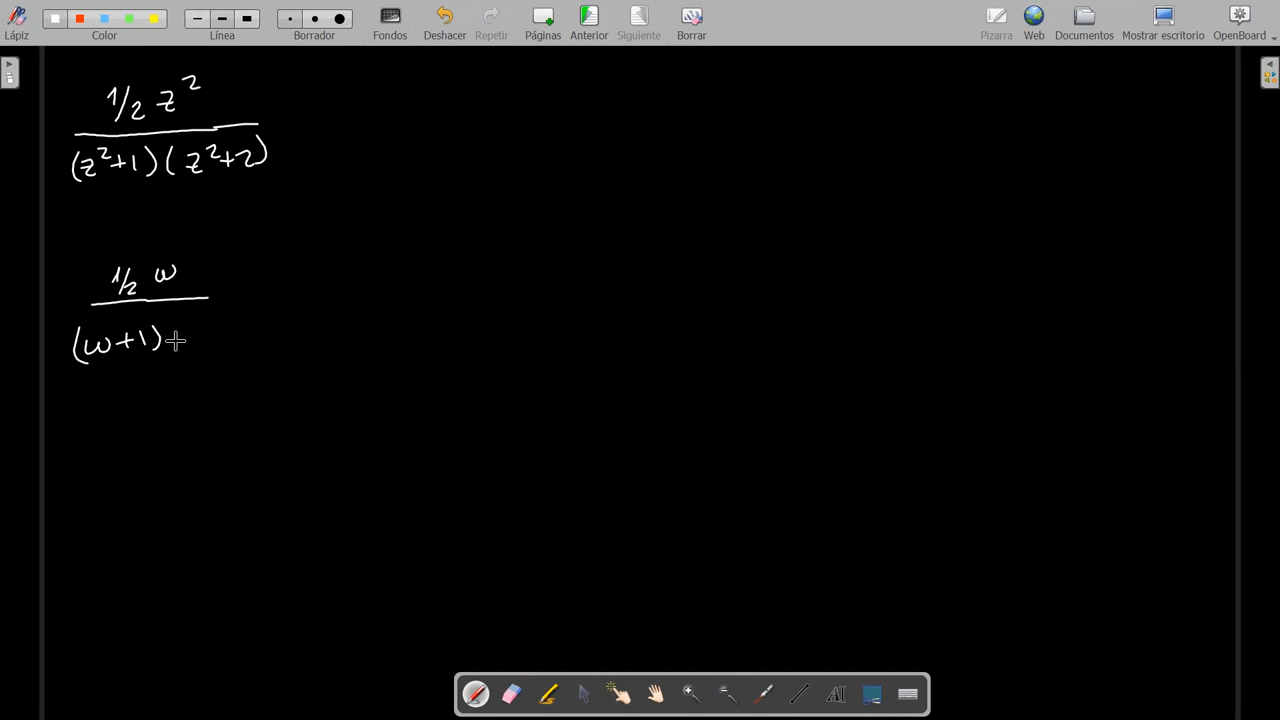 Lápiz Color Línea Borrador Fondos Deshacer Repetir Páginas Anterior Siguiente Borrar Pizarra Web Documentos Mostrar escritorio OpenBoard
1/2 z²
(z²+1)(z²+2)
1/2 ω
(ω+1)
AI